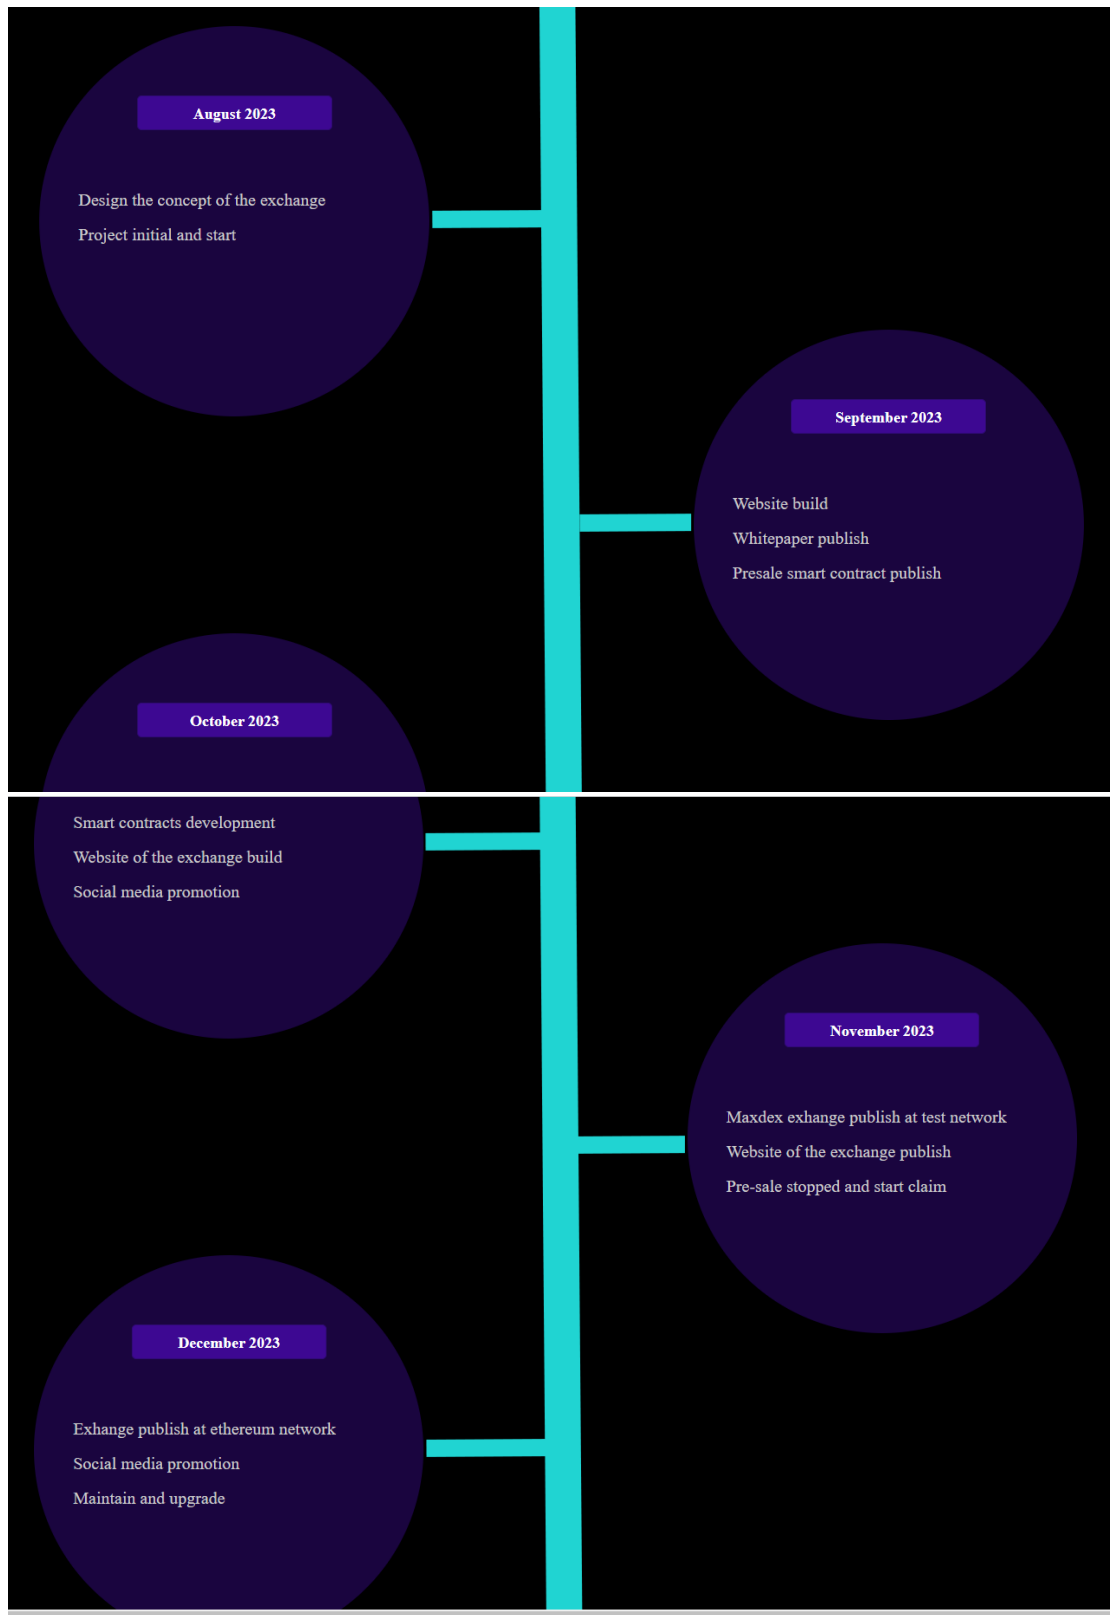 August 2023
Design the concept of the exchange
Project initial and start
September 2023
Website build
Whitepaper publish
Presale smart contract publish
October 2023
Smart contracts development
Website of the exchange build
Social media promotion
November 2023
Maxdex exhange publish at test network
Website of the exchange publish
Pre-sale stopped and start claim
December 2023
Exhange publish at ethereum network
Social media promotion
Maintain and upgrade